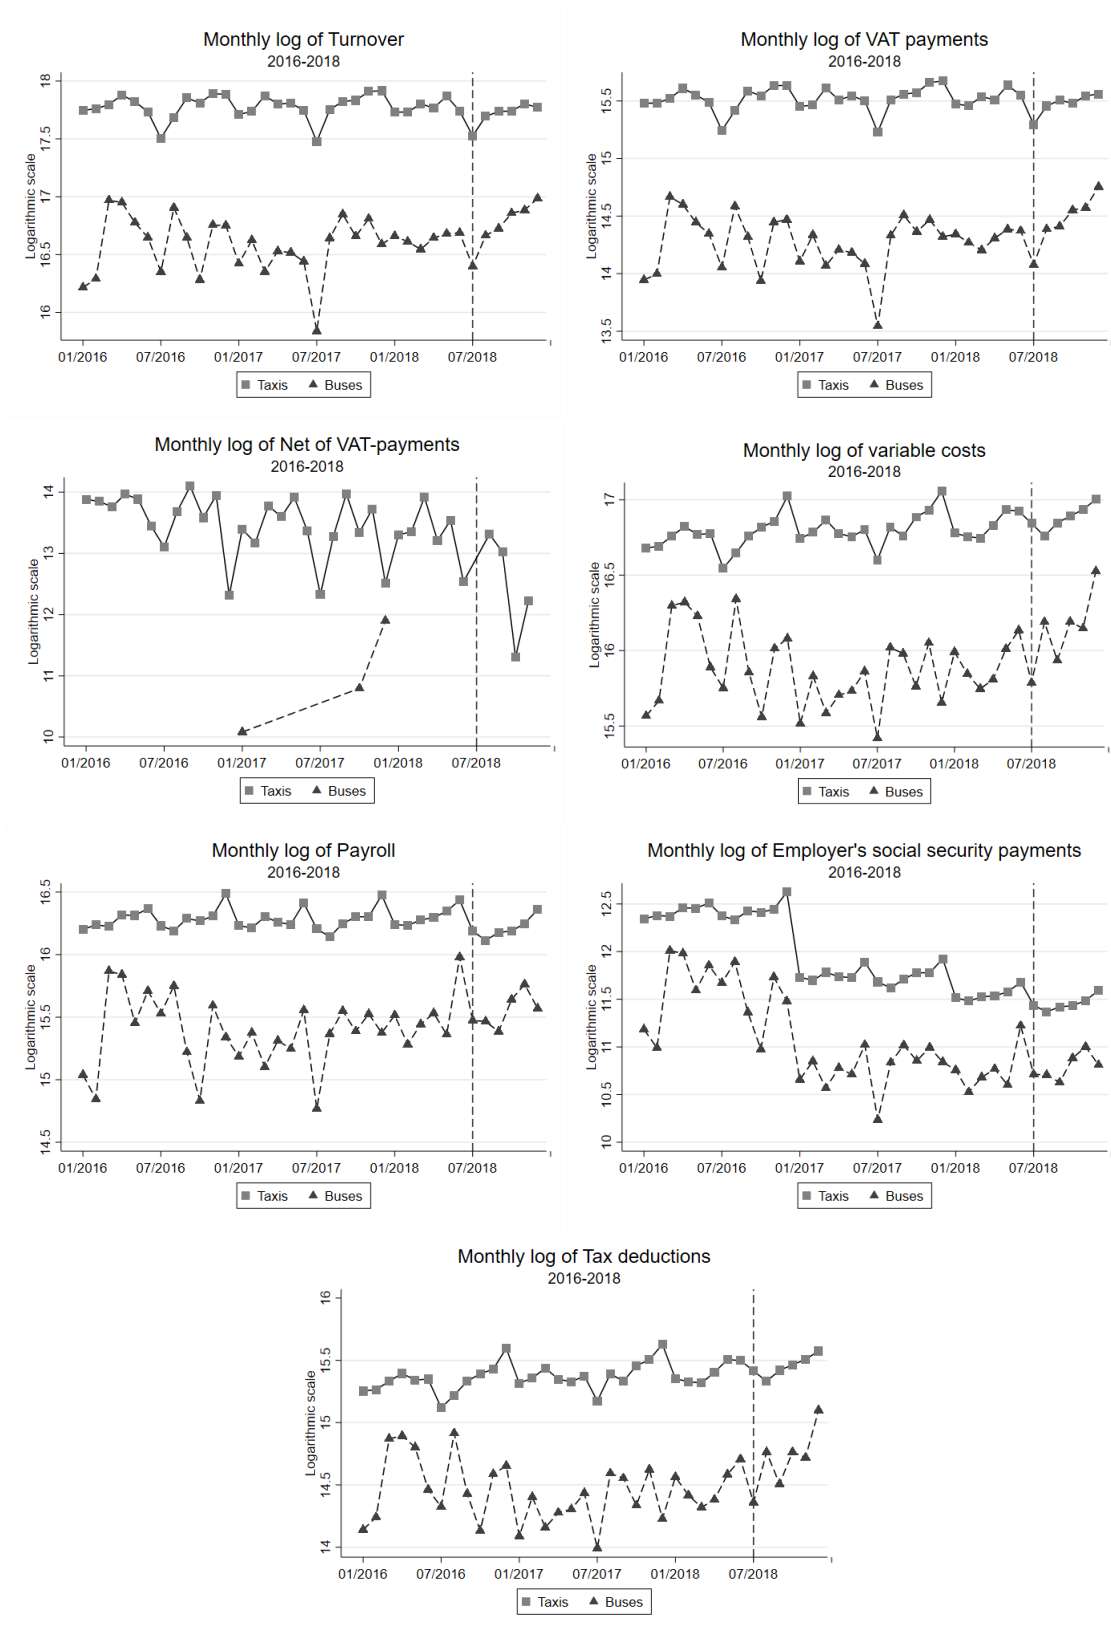 Monthly log of Turnover
2016-2018
Logarithmic scale
18
17.5
17
16.5
16
01/2016 07/2016 01/2017 07/2017 01/2018 07/2018
Taxis Buses
Monthly log of VAT payments
2016-2018
Logarithmic scale
15.5
15
14.5
14
13.5
01/2016 07/2016 01/2017 07/2017 01/2018 07/2018
Taxis Buses
Monthly log of Net of VAT-payments
2016-2018
Logarithmic scale
14
13
12
11
10
01/2016 07/2016 01/2017 07/2017 01/2018 07/2018
Taxis Buses
Monthly log of variable costs
2016-2018
Logarithmic scale
17
16.5
16
15.5
01/2016 07/2016 01/2017 07/2017 01/2018 07/2018
Taxis Buses
Monthly log of Payroll
2016-2018
Logarithmic scale
16.5
16
15.5
15
14.5
01/2016 07/2016 01/2017 07/2017 01/2018 07/2018
Taxis Buses
Monthly log of Employer's social security payments
2016-2018
Logarithmic scale
12.5
12
11.5
11
10.5
10
01/2016 07/2016 01/2017 07/2017 01/2018 07/2018
Taxis Buses
Monthly log of Tax deductions
2016-2018
Logarithmic scale
16
15.5
15
14.5
14
01/2016 07/2016 01/2017 07/2017 01/2018 07/2018
Taxis Buses